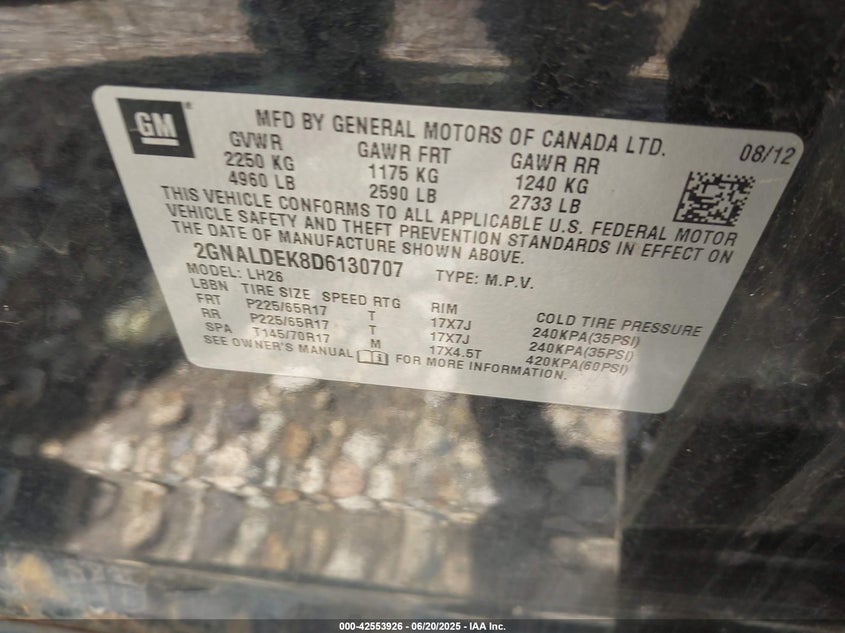 GM
®
MFD BY GENERAL MOTORS OF CANADA LTD.
08/12
GVWR GAWR FRT GAWR RR
2250 KG 1175 KG 1240 KG
4960 LB 2590 LB 2733 LB
THIS VEHICLE CONFORMS TO ALL APPLICABLE U.S. FEDERAL MOTOR
VEHICLE SAFETY AND THEFT PREVENTION STANDARDS IN EFFECT ON
THE DATE OF MANUFACTURE SHOWN ABOVE.
2GNALDEK8D6130707 TYPE: M.P.V.
MODEL: LH26
LBBN TIRE SIZE SPEED RTG RIM COLD TIRE PRESSURE
FRT P225/65R17 T 17X7J 240KPA(35PSI)
RR P225/65R17 T 17X7J 240KPA(35PSI)
SPA T145/70R17 M 17X4.5T 420KPA(60PSI)
SEE OWNER'S MANUAL FOR MORE INFORMATION.
000-42553926 - 06/20/2025 - IAA Inc.